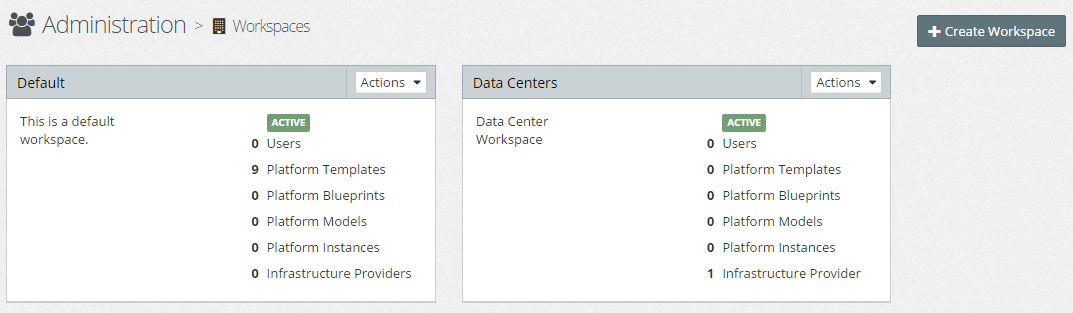 Administration > Workspaces
Create Workspace
Default
Actions
This is a default
workspace.
ACTIVE
0 Users
9 Platform Templates
0 Platform Blueprints
0 Platform Models
0 Platform Instances
0 Infrastructure Providers
Data Centers
Actions
Data Center
Workspace
ACTIVE
0 Users
0 Platform Templates
0 Platform Blueprints
0 Platform Models
0 Platform Instances
1 Infrastructure Provider